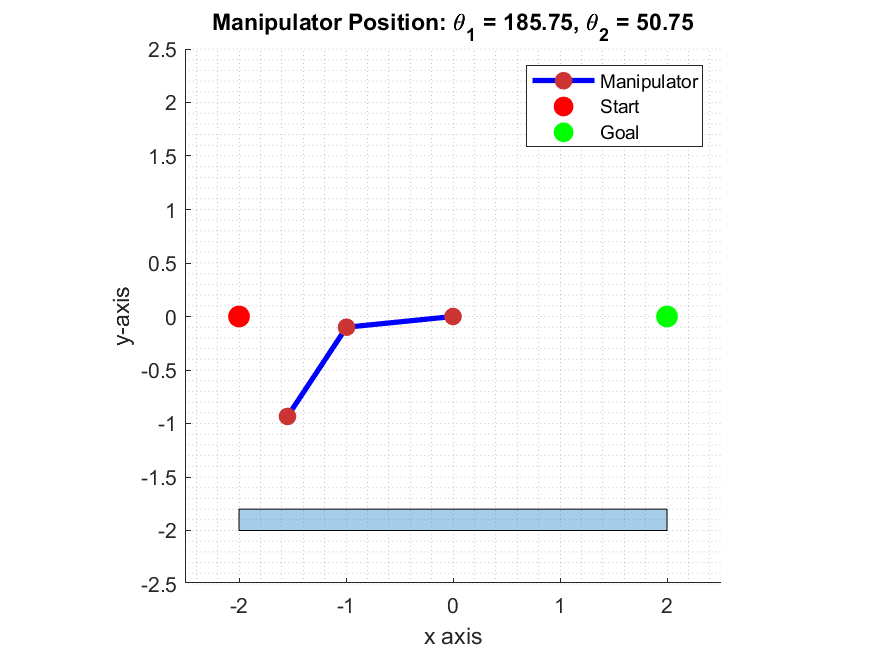 Manipulator Position: θ1 = 185.75, θ2 = 50.75
Manipulator
Start
Goal
2.5
2
1.5
1
0.5
0
-0.5
-1
-1.5
-2
-2.5
y-axis
-2 -1 0 1 2
x axis